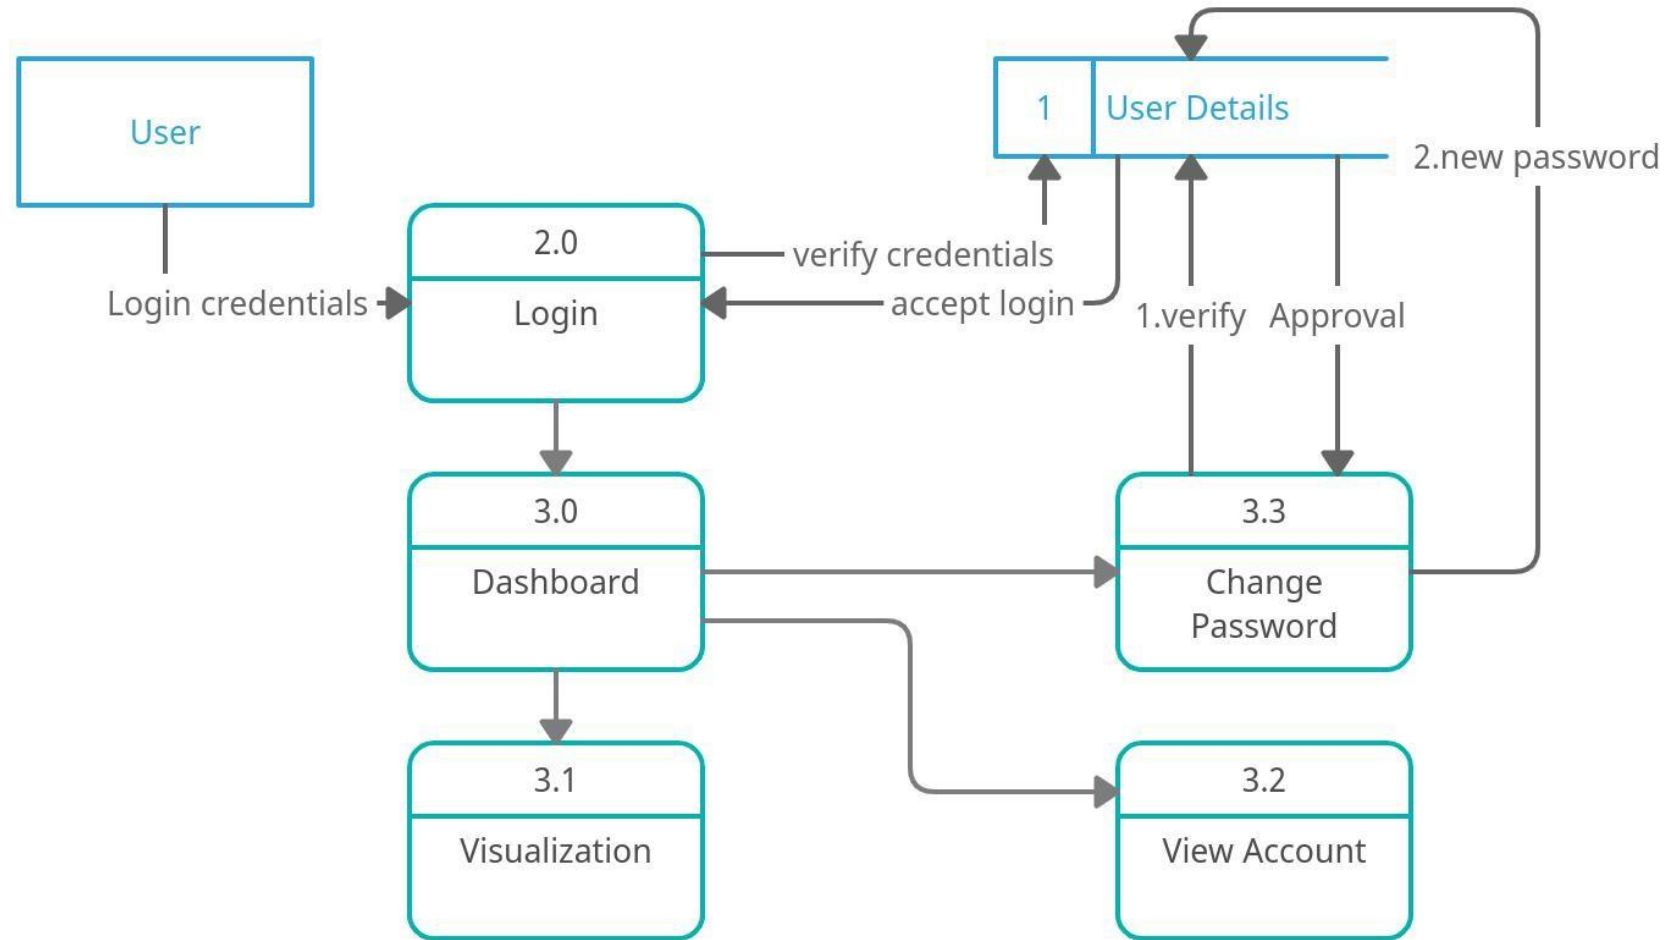 User
1
User Details
2.new password
2.0
Login
verify credentials
Login credentials
accept login
1.verify
Approval
3.0
Dashboard
3.3
Change
Password
3.1
Visualization
3.2
View Account